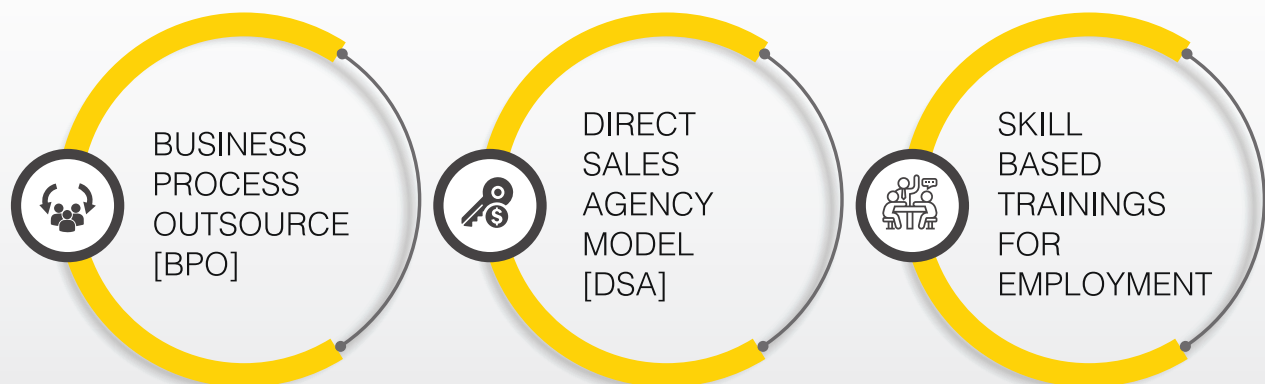 BUSINESS
PROCESS
OUTSOURCE
[BPO]
DIRECT
SALES
AGENCY
MODEL
[DSA]
SKILL
BASED
TRAININGS
FOR
EMPLOYMENT